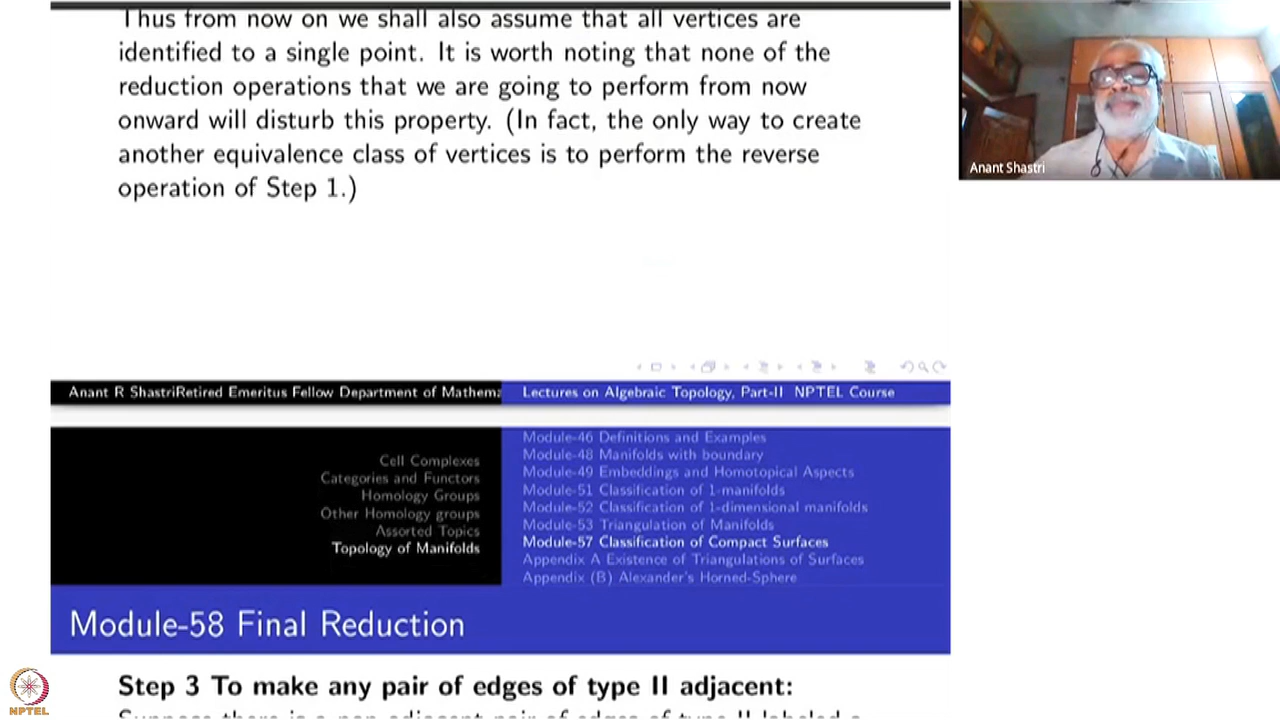 Thus from now on we shall also assume that all vertices are
identified to a single point. It is worth noting that none of the
reduction operations that we are going to perform from now
onward will disturb this property. (In fact, the only way to create
another equivalence class of vertices is to perform the reverse
operation of Step 1.)
Anant Shastri
Anant R ShastriRetired Emeritus Fellow Department of Mathema
Lectures on Algebraic Topology, Part-II NPTEL Course
Cell Complexes
Categories and Functors
Homology Groups
Other Homology groups
Assorted Topics
Topology of Manifolds
Module-46 Definitions and Examples
Module-48 Manifolds with boundary
Module-49 Embeddings and Homotopical Aspects
Module-51 Classification of 1-manifolds
Module-52 Classification of 1-dimensional manifolds
Module-53 Triangulation of Manifolds
Module-57 Classification of Compact Surfaces
Appendix A Existence of Triangulations of Surfaces
Appendix (B) Alexander's Horned-Sphere
Module-58 Final Reduction
Step 3 To make any pair of edges of type II adjacent:
NPTEL